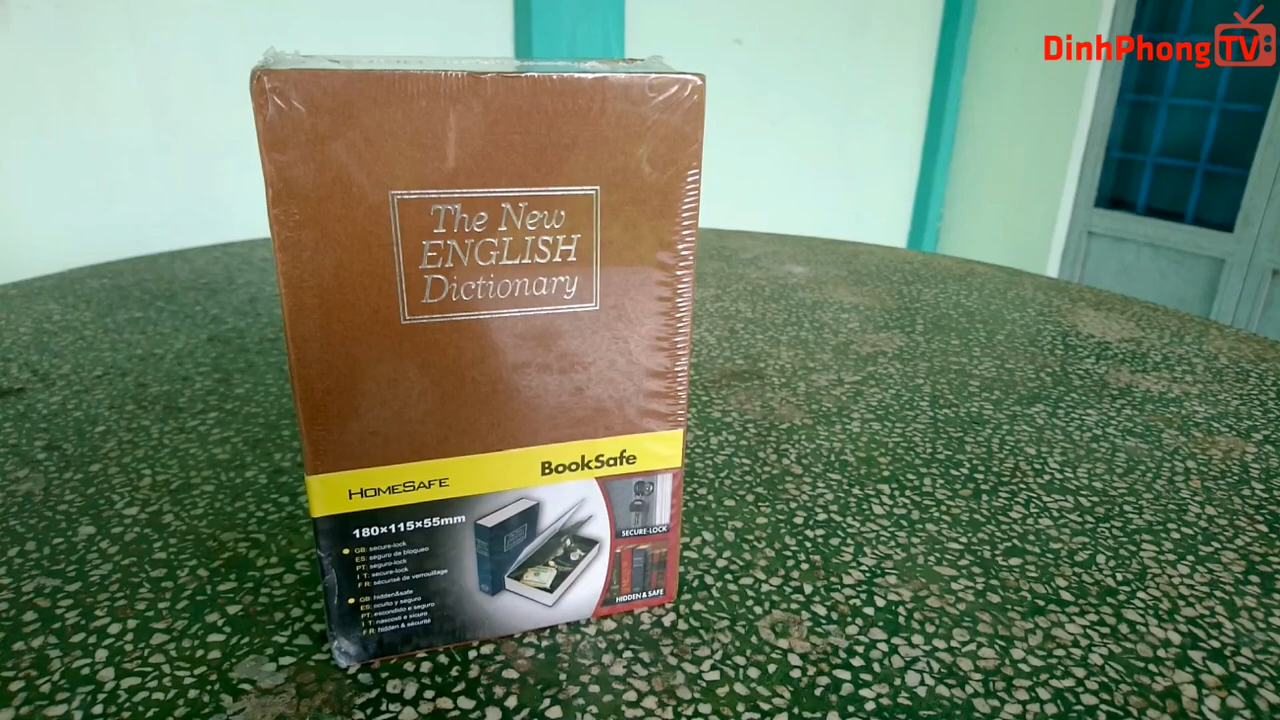 DinhPhongTV
The New
ENGLISH
Dictionary
HOMESAFE
BookSafe
180×115×55mm
GB: secure-lock
ES: seguro de bloqueo
PT: seguro-lock
I T: secure-lock
F R: sécurisé de verrouillage
GB: hidden&safe
ES: oculto y seguro
PT: escondido e seguro
I T: nascosti e sicuro
F R: hidden & sécurité
SECURE-LOCK
HIDDEN & SAFE